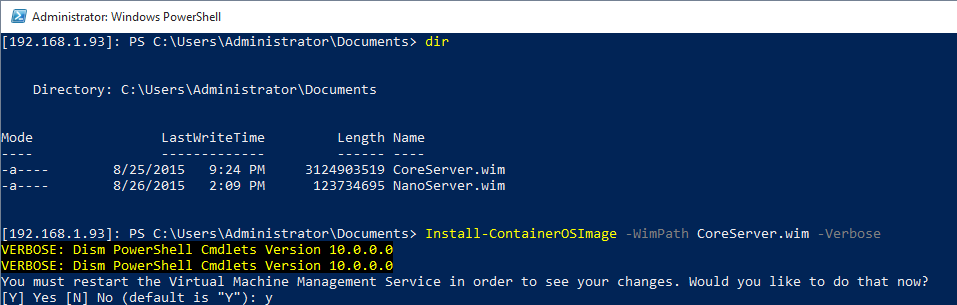 Administrator: Windows PowerShell
[192.168.1.93]: PS C:\Users\Administrator\Documents> dir
Directory: C:\Users\Administrator\Documents
Mode LastWriteTime Length Name
---- ------------- ------ ----
-a---- 8/25/2015 9:24 PM 3124903519 CoreServer.wim
-a---- 8/26/2015 2:09 PM 123734695 NanoServer.wim
[192.168.1.93]: PS C:\Users\Administrator\Documents> Install-ContainerOSImage -WimPath CoreServer.wim -Verbose
VERBOSE: Dism PowerShell Cmdlets Version 10.0.0.0
VERBOSE: Dism PowerShell Cmdlets Version 10.0.0.0
You must restart the Virtual Machine Management Service in order to see your changes. Would you like to do that now?
[Y] Yes [N] No (default is "Y"): y